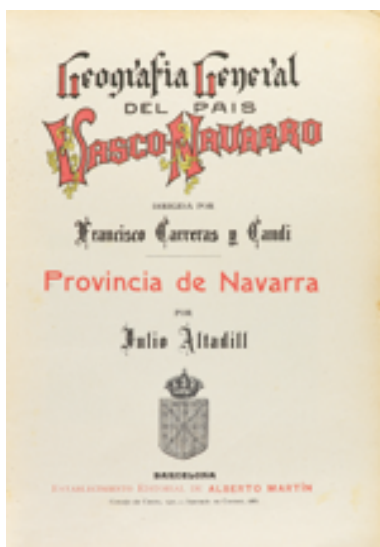 Geografia General
DEL PAIS
VASCO-NAVARRO
DIRIGIDA POR
Francisco Carreras y Candi
Provincia de Navarra
POR
Julio Altadill
BARCELONA
ESTABLECIMIENTO EDITORIAL DE ALBERTO MARTÍN